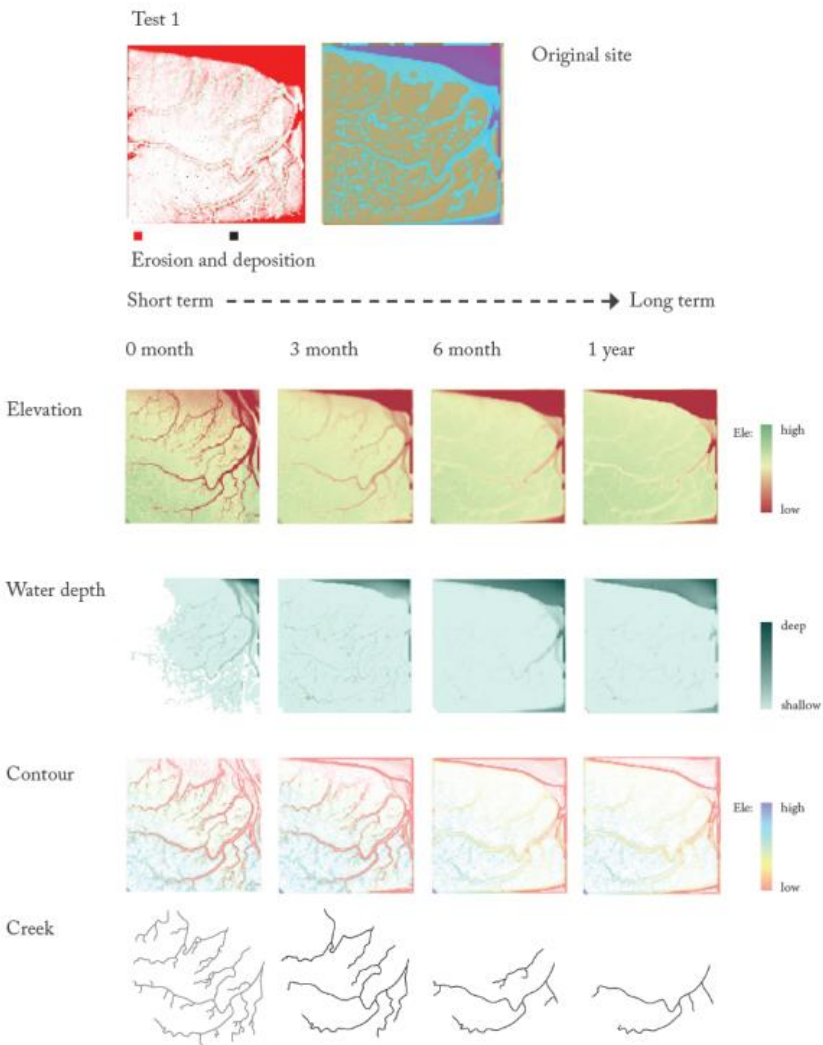 Test 1
Original site
Erosion and deposition
Short term
Long term
0 month
3 month
6 month
1 year
Elevation
Ele:
high
low
Water depth
deep
shallow
Contour
Ele:
high
low
Creek